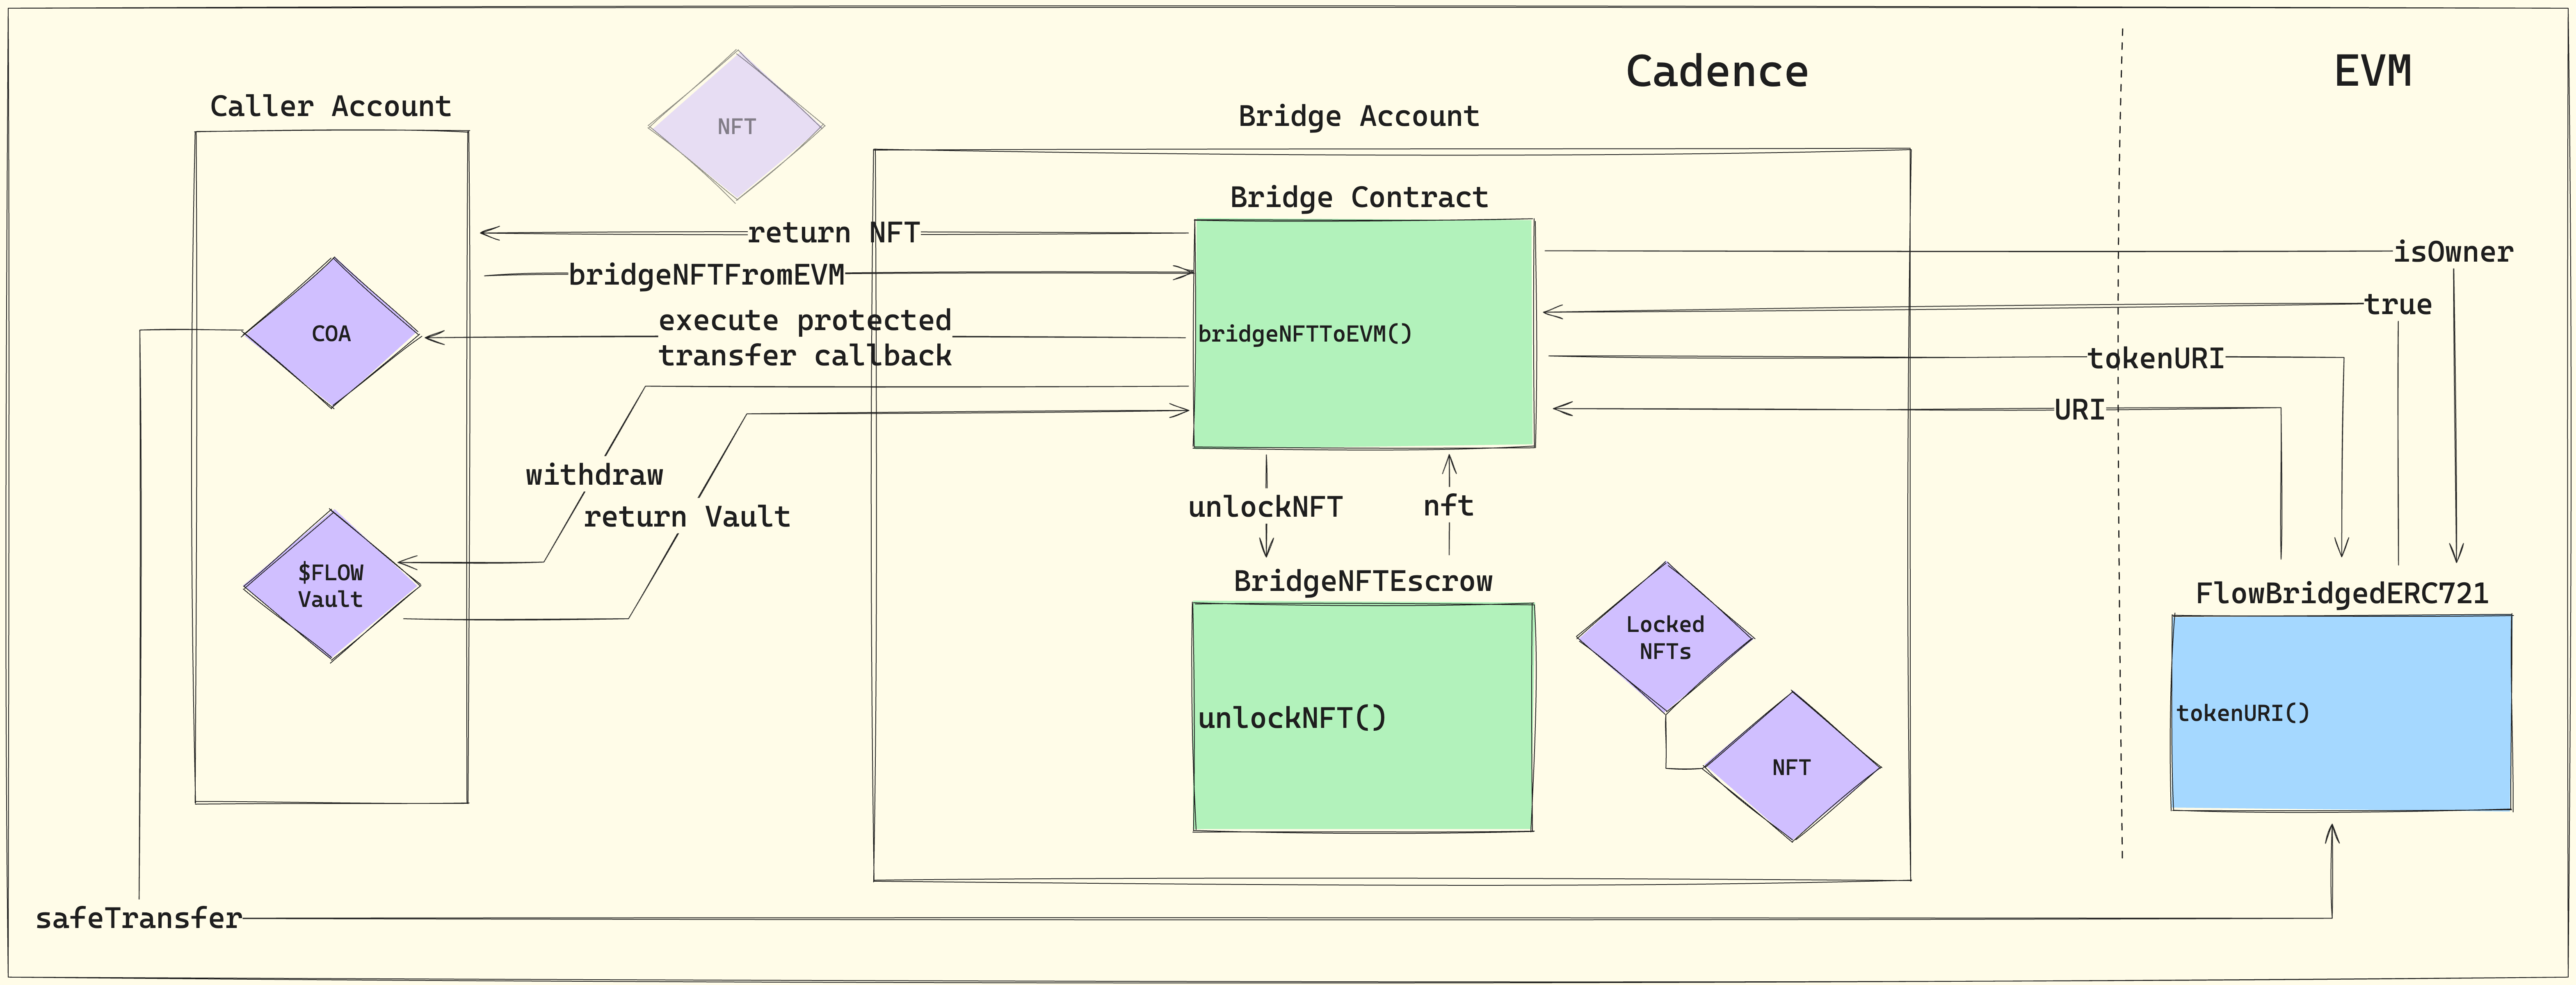 Cadence
EVM
Caller Account
NFT
Bridge Account
Bridge Contract
return NFT
isOwner
bridgeNFTFromEVM
true
execute protected
transfer callback
COA
bridgeNFTToEVM()
tokenURI
URI
withdraw
return Vault
unlockNFT
nft
$FLOW
Vault
BridgeNFTEscrow
FlowBridgedERC721
Locked
NFTs
unlockNFT()
tokenURI()
NFT
safeTransfer